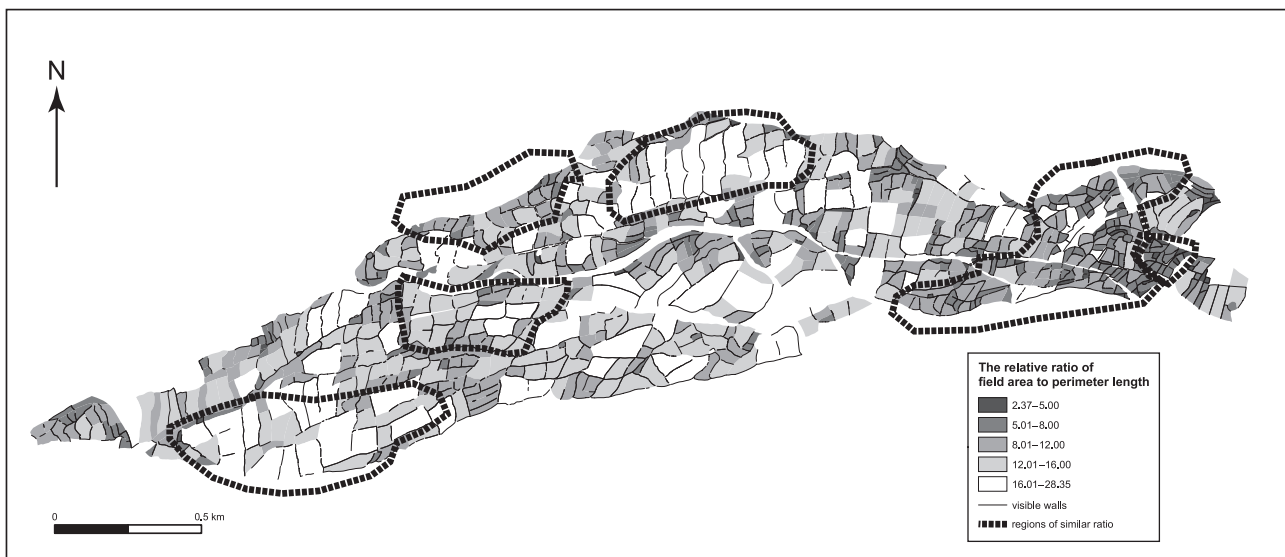 N
The relative ratio of
field area to perimeter length
2.37–5.00
5.01–8.00
8.01–12.00
12.01–16.00
16.01–28.35
visible walls
regions of similar ratio
0 0.5 km